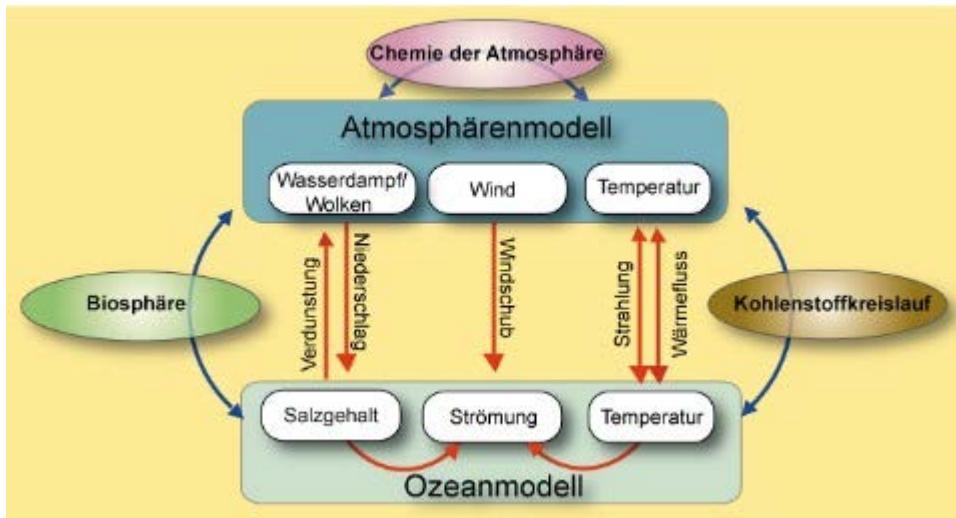 Chemie der Atmosphäre
Atmosphärenmodell
Wasserdampf/
Wolken
Wind
Temperatur
Verdunstung
Niederschlag
Windschub
Strahlung
Wärmefluss
Biosphäre
Kohlenstoffkreislauf
Salzgehalt
Strömung
Temperatur
Ozeanmodell